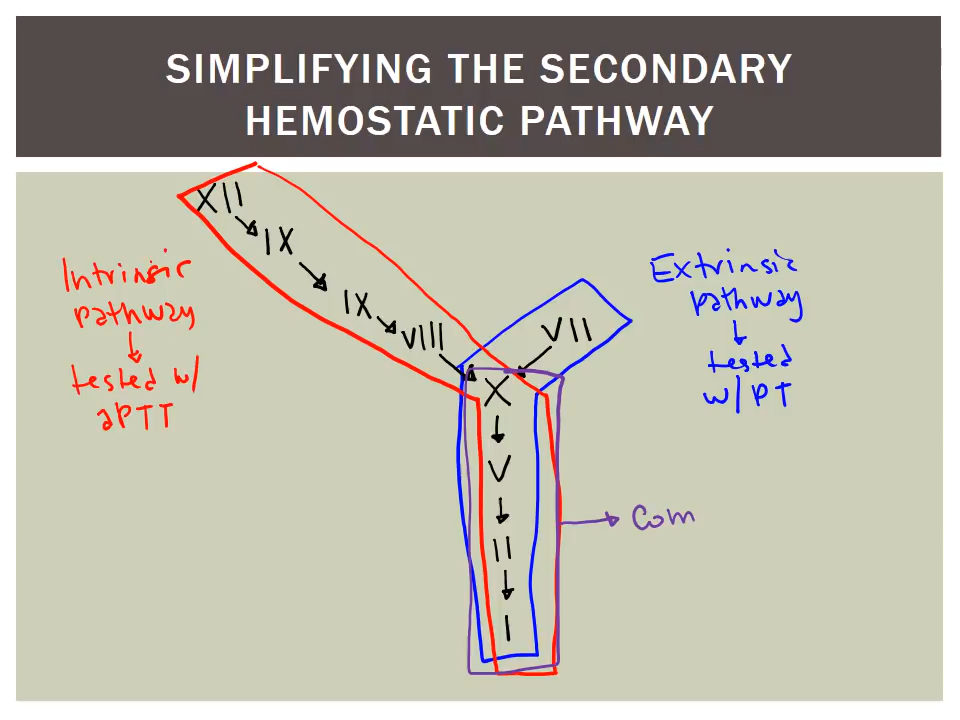 SIMPLIFYING THE SECONDARY
HEMOSTATIC PATHWAY
XII
IX
IX
VIII
VII
X
V
II
I
Intrinsic
pathway
tested w/
aPTT
Extrinsic
pathway
tested
w/ PT
Com